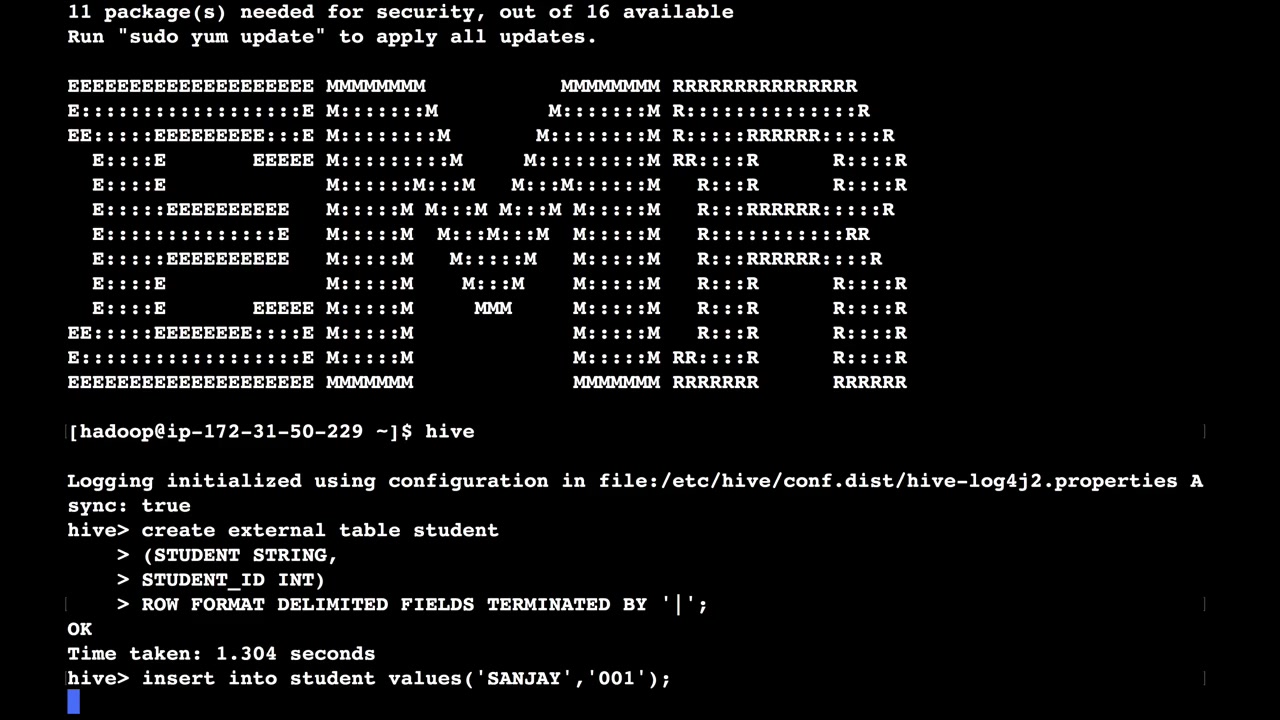 11 package(s) needed for security, out of 16 available
Run "sudo yum update" to apply all updates.

EEEEEEEEEEEEEEEEEEEE MMMMMMMM           MMMMMMMM RRRRRRRRRRRRRRR
E::::::::::::::::::E M:::::::M         M:::::::M R::::::::::::::R
EE:::::EEEEEEEEE:::E M::::::::M       M::::::::M R:::::RRRRRR:::::R
  E::::E       EEEEE M:::::::::M     M:::::::::M RR::::R      R::::R
  E::::E             M::::::M:::M   M:::M::::::M   R:::R      R::::R
  E:::::EEEEEEEEEE   M:::::M M:::M M:::M M:::::M   R:::RRRRRR:::::R
  E::::::::::::::E   M:::::M  M:::M:::M  M:::::M   R:::::::::::RR
  E:::::EEEEEEEEEE   M:::::M   M:::::M   M:::::M   R:::RRRRRR::::R
  E::::E             M:::::M    M:::M    M:::::M   R:::R      R::::R
  E::::E       EEEEE M:::::M     MMM     M:::::M   R:::R      R::::R
EE:::::EEEEEEEE::::E M:::::M             M:::::M   R:::R      R::::R
E::::::::::::::::::E M:::::M             M:::::M RR::::R      R::::R
EEEEEEEEEEEEEEEEEEEE MMMMMMM             MMMMMMM RRRRRRR      RRRRRR

[hadoop@ip-172-31-50-229 ~]$ hive

Logging initialized using configuration in file:/etc/hive/conf.dist/hive-log4j2.properties A
sync: true
hive> create external table student
    > (STUDENT STRING,
    > STUDENT_ID INT)
    > ROW FORMAT DELIMITED FIELDS TERMINATED BY '|';
OK
Time taken: 1.304 seconds
hive> insert into student values('SANJAY','001');